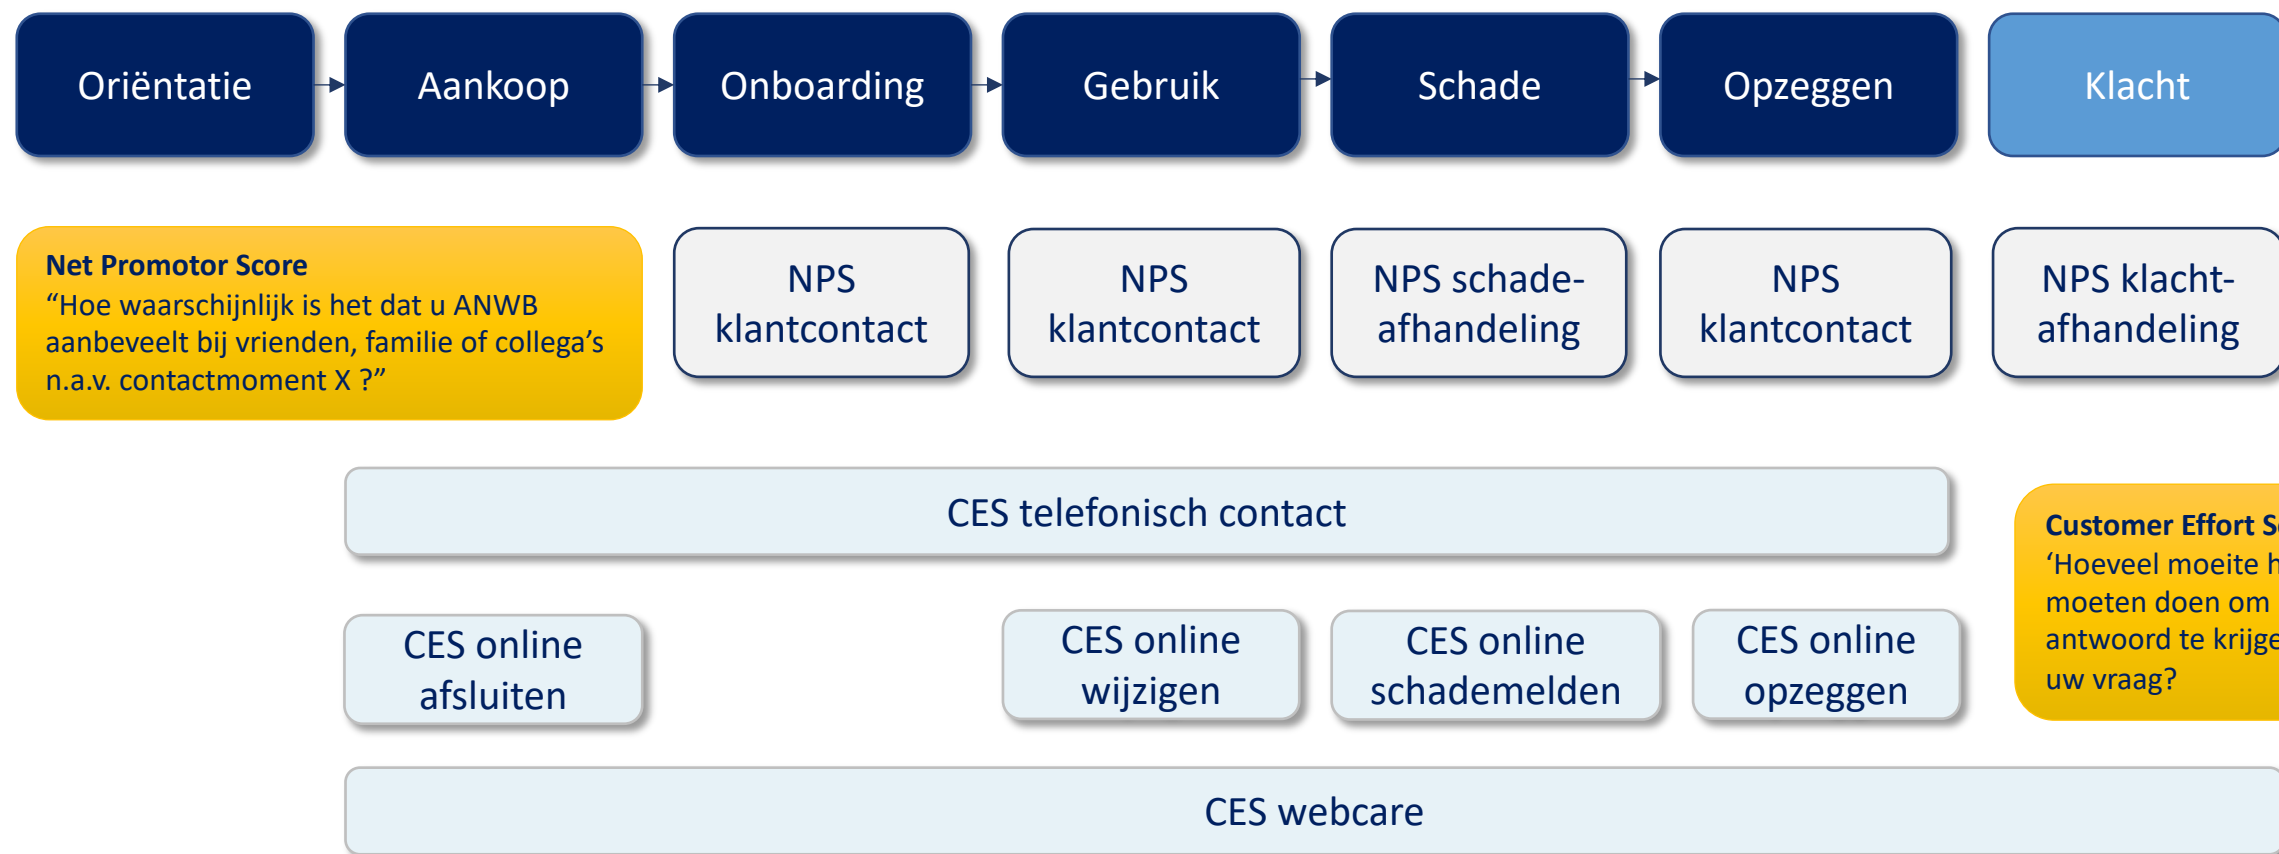 Oriëntatie
Aankoop
Onboarding
Gebruik
Schade
Opzeggen
Klacht
Net Promotor Score
“Hoe waarschijnlijk is het dat u ANWB
aanbeveelt bij vrienden, familie of collega’s
n.a.v. contactmoment X ?”
NPS
klantcontact
NPS
klantcontact
NPS schade-
afhandeling
NPS
klantcontact
NPS klacht-
afhandeling
CES telefonisch contact
Customer Effort
‘Hoeveel moeite
moeten doen om
antwoord te
uw vraag?
CES online
afsluiten
CES online
wijzigen
CES online
schademelden
CES online
opzeggen
CES webcare